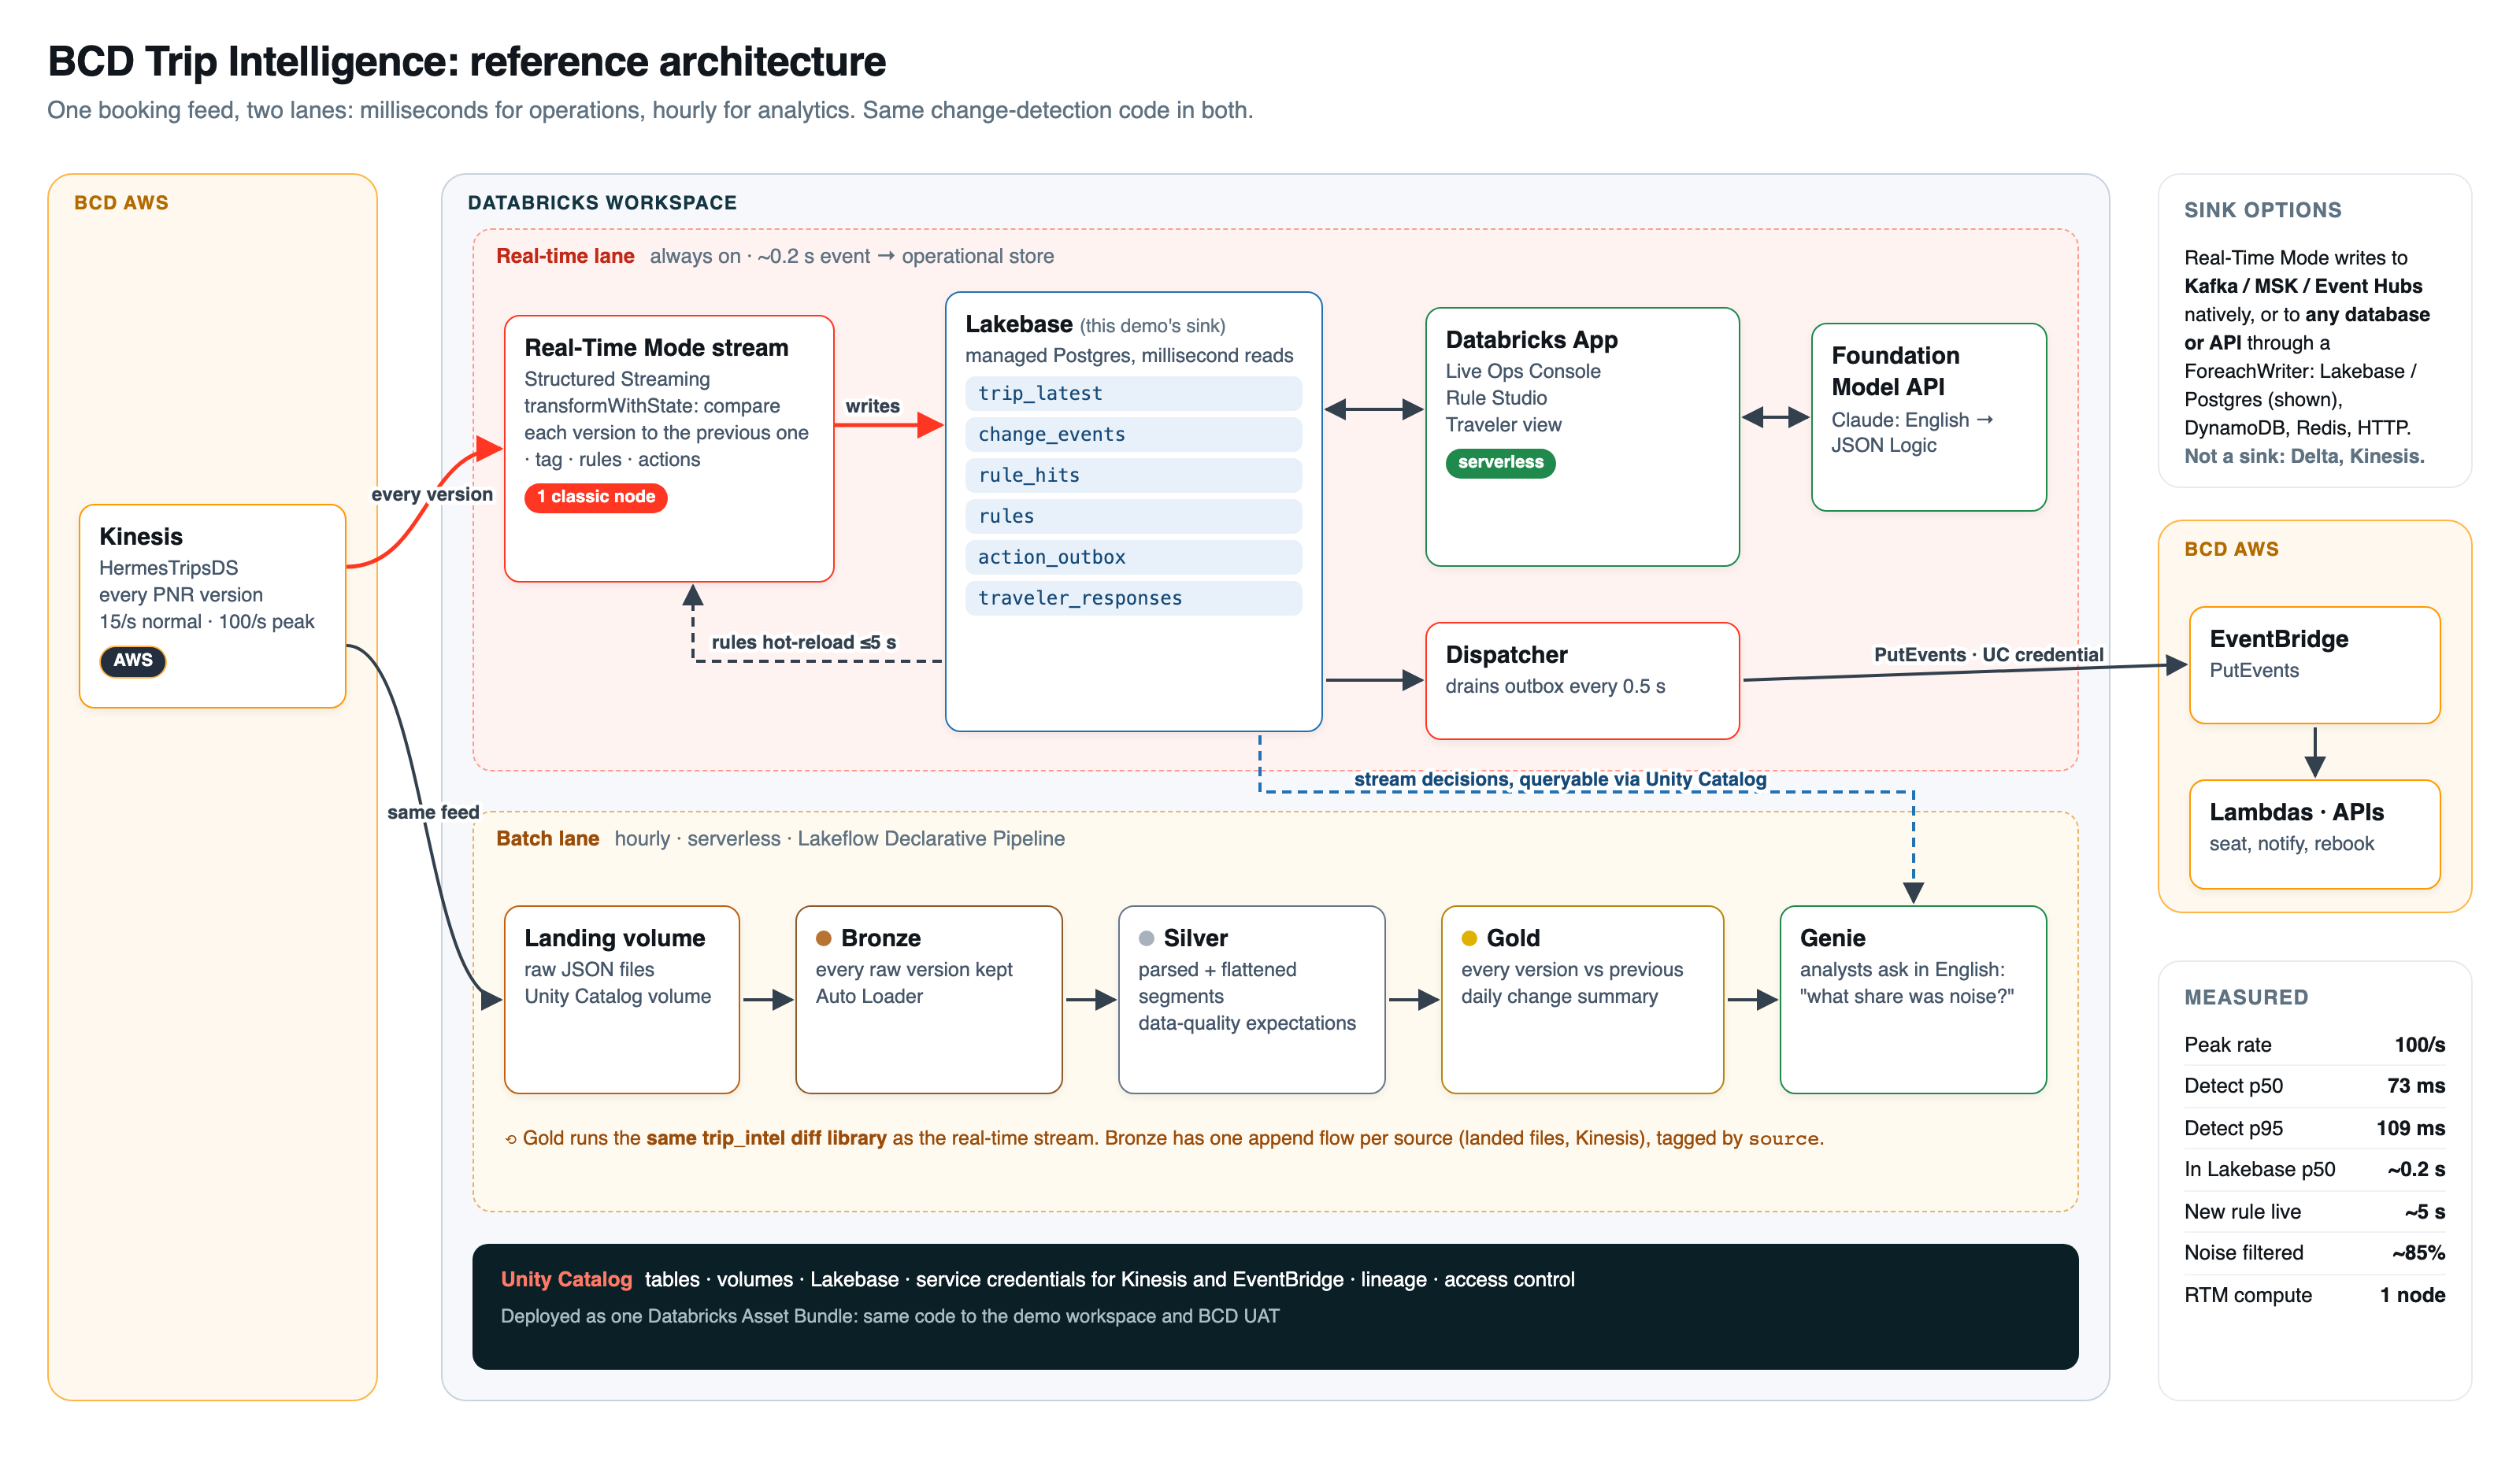 BCD Trip Intelligence: reference architecture
One booking feed, two lanes: milliseconds for operations, hourly for analytics. Same change-detection code in both.
BCD AWS
Kinesis
HermesTripsDS
every PNR version
15/s normal · 100/s peak
AWS
every version
same feed
DATABRICKS WORKSPACE
Real-time lane always on · ~0.2 s event → operational store
Real-Time Mode stream
Structured Streaming
transformWithState: compare
each version to the previous one
· tag · rules · actions
1 classic node
writes
rules hot-reload ≤5 s
Lakebase (this demo's sink)
managed Postgres, millisecond reads
trip_latest
change_events
rule_hits
rules
action_outbox
traveler_responses
Databricks App
Live Ops Console
Rule Studio
Traveler view
serverless
Foundation
Model API
Claude: English →
JSON Logic
Dispatcher
drains outbox every 0.5 s
PutEvents · UC credential
stream decisions, queryable via Unity Catalog
Batch lane hourly · serverless · Lakeflow Declarative Pipeline
Landing volume
raw JSON files
Unity Catalog volume
Bronze
every raw version kept
Auto Loader
Silver
parsed + flattened
segments
data-quality expectations
Gold
every version vs previous
daily change summary
Genie
analysts ask in English:
"what share was noise?"
⟲ Gold runs the same trip_intel diff library as the real-time stream. Bronze has one append flow per source (landed files, Kinesis), tagged by source.
Unity Catalog tables · volumes · Lakebase · service credentials for Kinesis and EventBridge · lineage · access control
Deployed as one Databricks Asset Bundle: same code to the demo workspace and BCD UAT
SINK OPTIONS
Real-Time Mode writes to
Kafka / MSK / Event Hubs
natively, or to any database
or API through a
ForeachWriter: Lakebase /
Postgres (shown),
DynamoDB, Redis, HTTP.
Not a sink: Delta, Kinesis.
BCD AWS
EventBridge
PutEvents
Lambdas · APIs
seat, notify, rebook
MEASURED
Peak rate 100/s
Detect p50 73 ms
Detect p95 109 ms
In Lakebase p50 ~0.2 s
New rule live ~5 s
Noise filtered ~85%
RTM compute 1 node